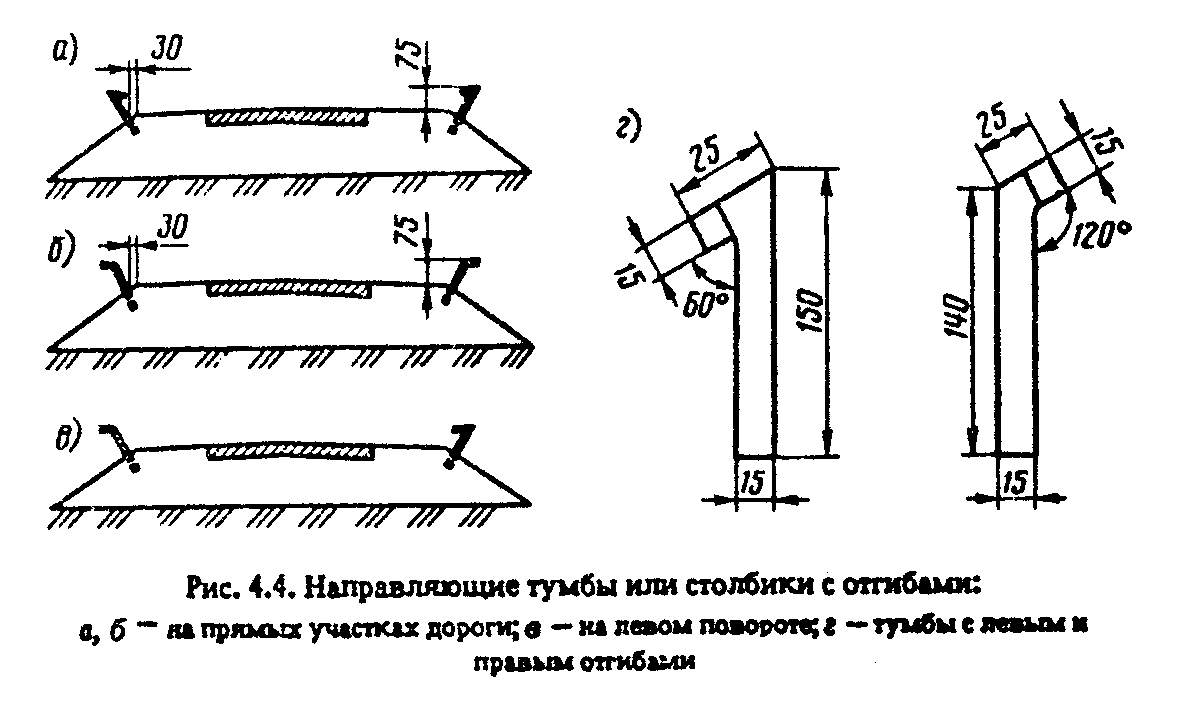 а) 30 75
б) 30 75
в)
г) 25 15 60° 150 15
25 15 120° 140 15
Рис. 4.4. Направляющие тумбы или столбики с отгибами:
а, б — на прямых участках дороги; в — на левом повороте; г — тумбы с левым и
правым отгибами